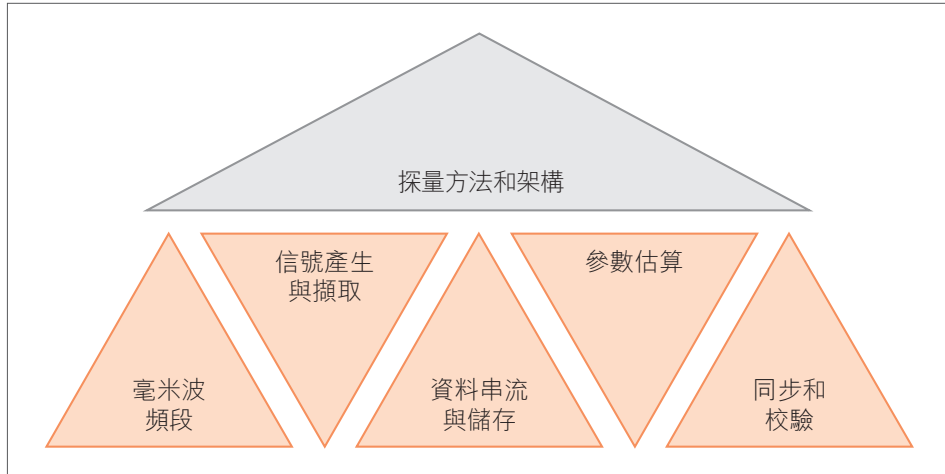 探量方法和架構
信號產生
與擷取
參數估算
毫米波
頻段
資料串流
與儲存
同步和
校驗